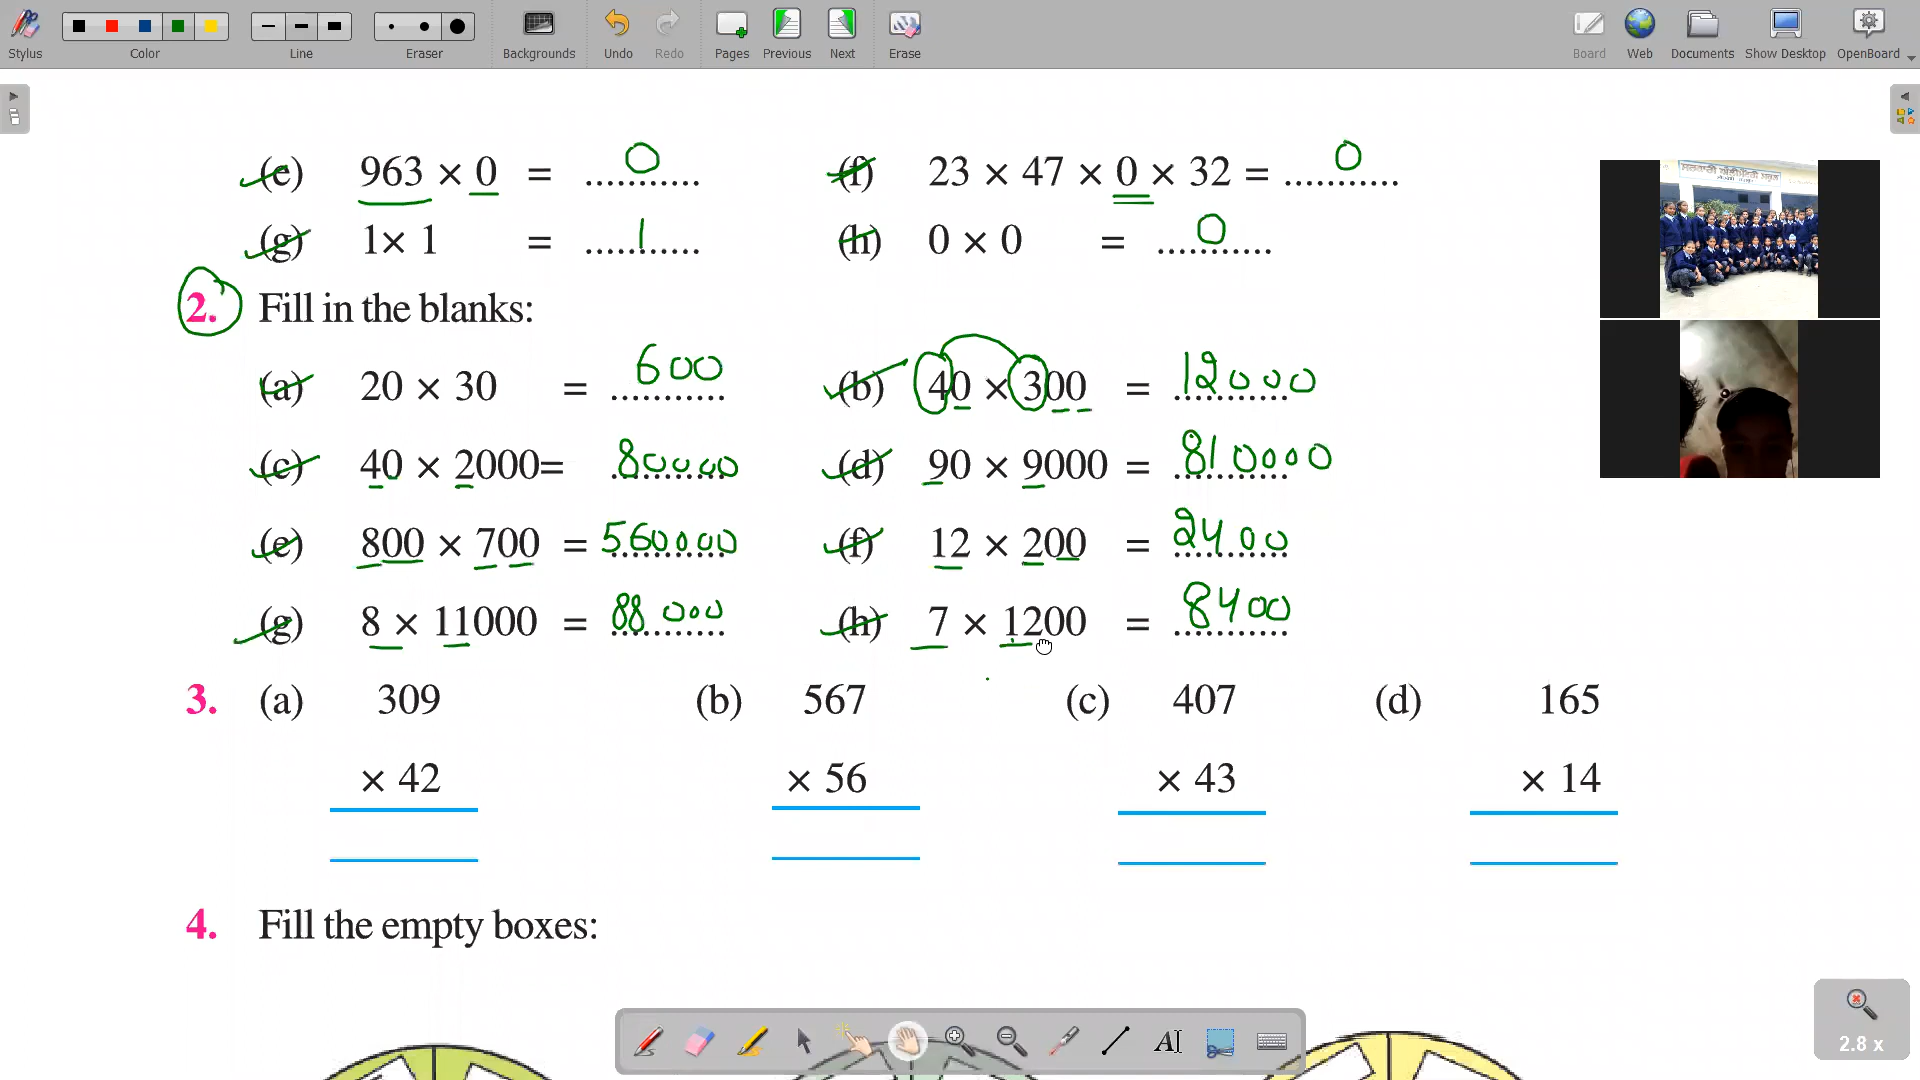 Stylus Color Line Eraser Backgrounds Undo Redo Pages Previous Next Erase Board Web Documents Show Desktop OpenBoard
(e) 963 × 0 = ........... 0 (f) 23 × 47 × 0 × 32 = ........... 0
(g) 1× 1 = ........... 1 (h) 0 × 0 = ........... 0
2. Fill in the blanks:
(a) 20 × 30 = ........... 600 (b) 40 × 300 = ........... 12000
(c) 40 × 2000= ........... 80000 (d) 90 × 9000 = ........... 810000
(e) 800 × 700 = ........... 560000 (f) 12 × 200 = ........... 2400
(g) 8 × 11000 = ........... 88000 (h) 7 × 1200 = ........... 8400
3. (a) 309 (b) 567 (c) 407 (d) 165
× 42 × 56 × 43 × 14
4. Fill the empty boxes:
AI
2.8 x